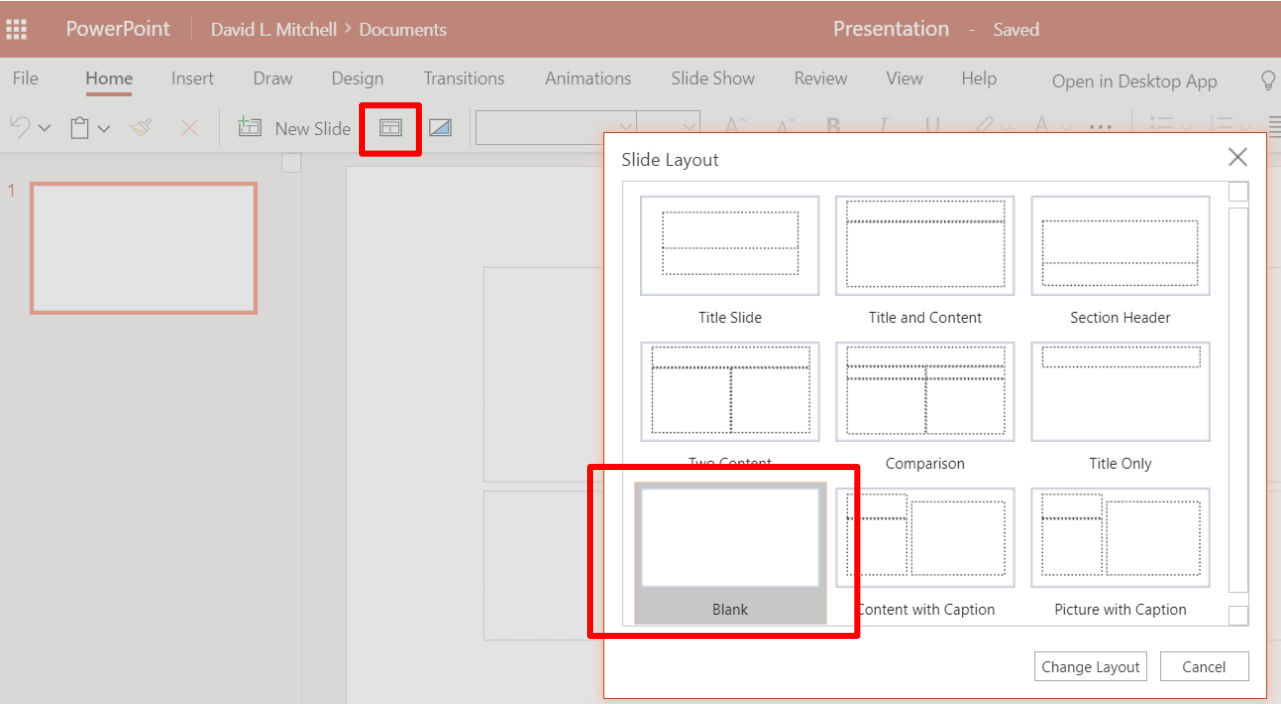 PowerPoint David L. Mitchell > Documents Presentation - Saved
File Home Insert Draw Design Transitions Animations Slide Show Review View Help Open in Desktop App
New Slide A^ A˅ B I U A ...
Slide Layout
1
Title Slide Title and Content Section Header
Two Content Comparison Title Only
Blank Content with Caption Picture with Caption
Change Layout Cancel